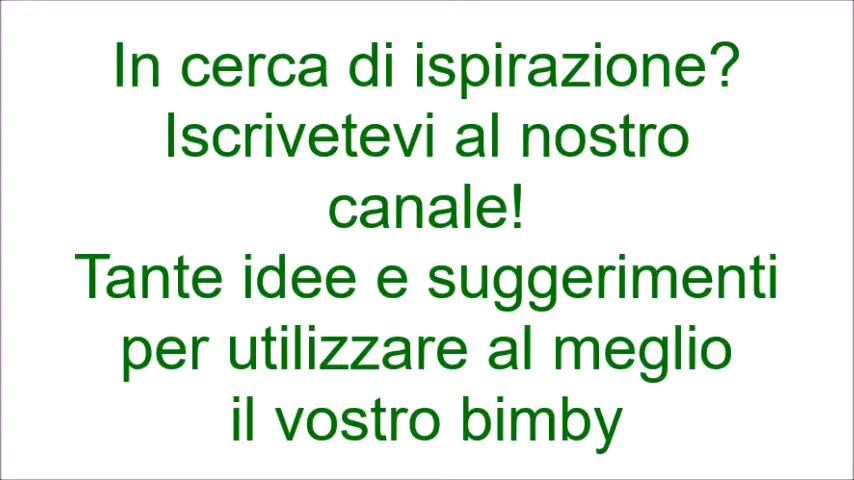 In cerca di ispirazione?
Iscrivetevi al nostro
canale!
Tante idee e suggerimenti
per utilizzare al meglio
il vostro bimby